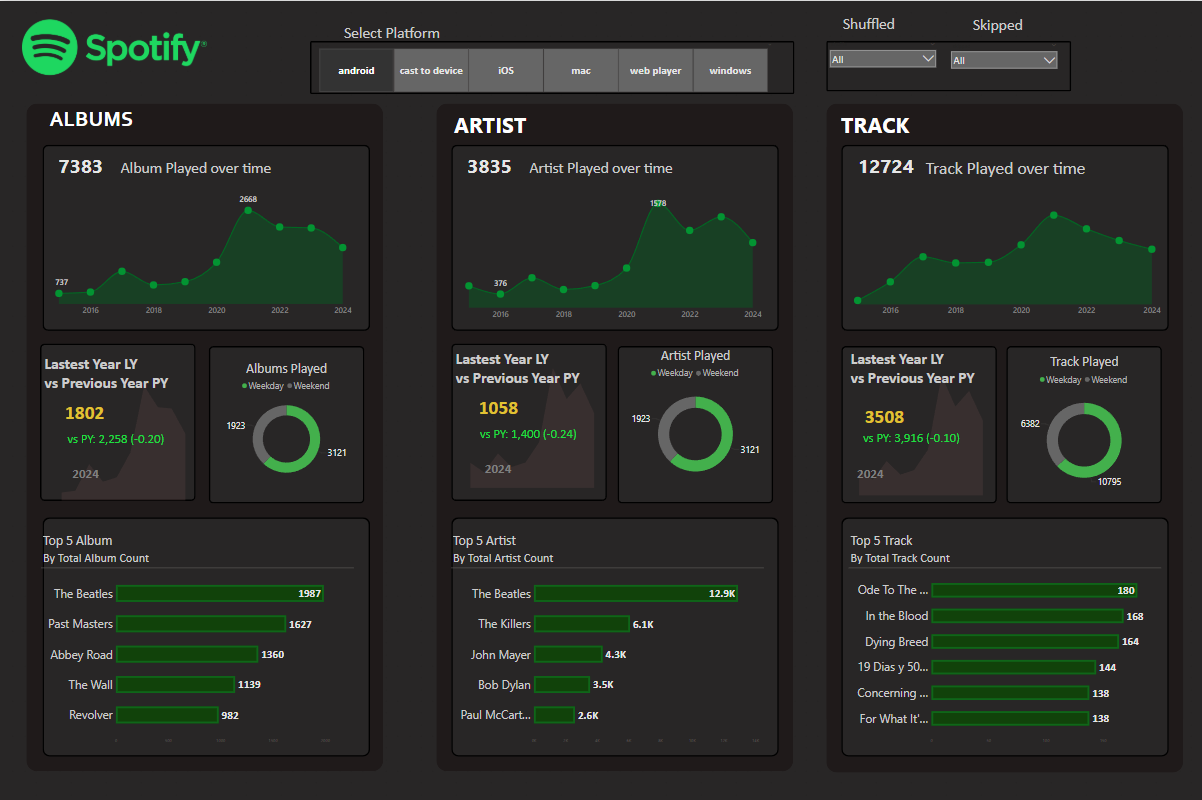 Spotify®
Select Platform
android
cast to device
iOS
mac
web player
windows
Shuffled
All
Skipped
All
ALBUMS
7383 Album Played over time
2668
737
2016 2018 2020 2022 2024
Lastest Year LY
vs Previous Year PY
1802
vs PY: 2,258 (-0.20)
2024
Albums Played
Weekday Weekend
1923
3121
Top 5 Album
By Total Album Count
The Beatles 1987
Past Masters 1627
Abbey Road 1360
The Wall 1139
Revolver 982
ARTIST
3835 Artist Played over time
1578
376
2016 2018 2020 2022 2024
Lastest Year LY
vs Previous Year PY
1058
vs PY: 1,400 (-0.24)
2024
Artist Played
Weekday Weekend
1923
3121
Top 5 Artist
By Total Artist Count
The Beatles 12.9K
The Killers 6.1K
John Mayer 4.3K
Bob Dylan 3.5K
Paul McCart... 2.6K
TRACK
12724 Track Played over time
2016 2018 2020 2022 2024
Lastest Year LY
vs Previous Year PY
3508
vs PY: 3,916 (-0.10)
2024
Track Played
Weekday Weekend
6382
10795
Top 5 Track
By Total Track Count
Ode To The ... 180
In the Blood 168
Dying Breed 164
19 Dias y 50... 144
Concerning ... 138
For What It'... 138